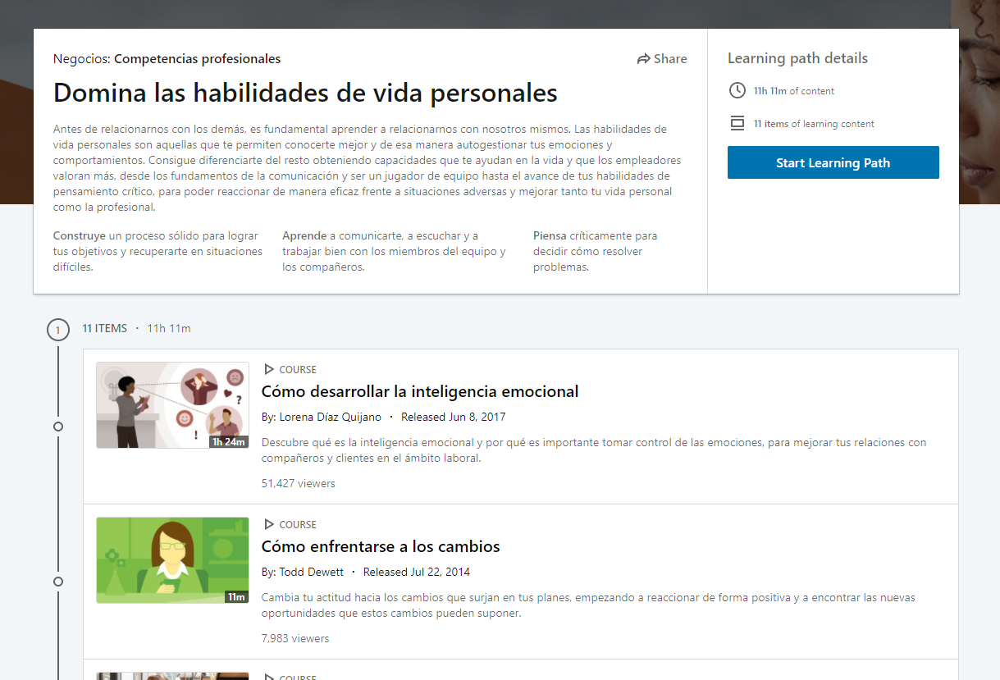 Negocios: Competencias profesionales
Share
Domina las habilidades de vida personales
Antes de relacionarnos con los demás, es fundamental aprender a relacionarnos con nosotros mismos. Las habilidades de
vida personales son aquellas que te permiten conocerte mejor y de esa manera autogestionar tus emociones y
comportamientos. Consigue diferenciarte del resto obteniendo capacidades que te ayudan en la vida y que los empleadores
valoran más, desde los fundamentos de la comunicación y ser un jugador de equipo hasta el avance de tus habilidades de
pensamiento crítico, para poder reaccionar de manera eficaz frente a situaciones adversas y mejorar tanto tu vida personal
como la profesional.
Construye un proceso sólido para lograr
tus objetivos y recuperarte en situaciones
difíciles.
Aprende a comunicarte, a escuchar y a
trabajar bien con los miembros del equipo y
los compañeros.
Piensa críticamente para
decidir cómo resolver
problemas.
Learning path details
11h 11m of content
11 items of learning content
Start Learning Path
1
11 ITEMS · 11h 11m
1h 24m
COURSE
Cómo desarrollar la inteligencia emocional
By: Lorena Díaz Quijano · Released Jun 8, 2017
Descubre qué es la inteligencia emocional y por qué es importante tomar control de las emociones, para mejorar tus relaciones con
compañeros y clientes en el ámbito laboral.
51,427 viewers
11m
COURSE
Cómo enfrentarse a los cambios
By: Todd Dewett · Released Jul 22, 2014
Cambia tu actitud hacia los cambios que surjan en tus planes, empezando a reaccionar de forma positiva y a encontrar las nuevas
oportunidades que estos cambios pueden suponer.
7,983 viewers
COURSE